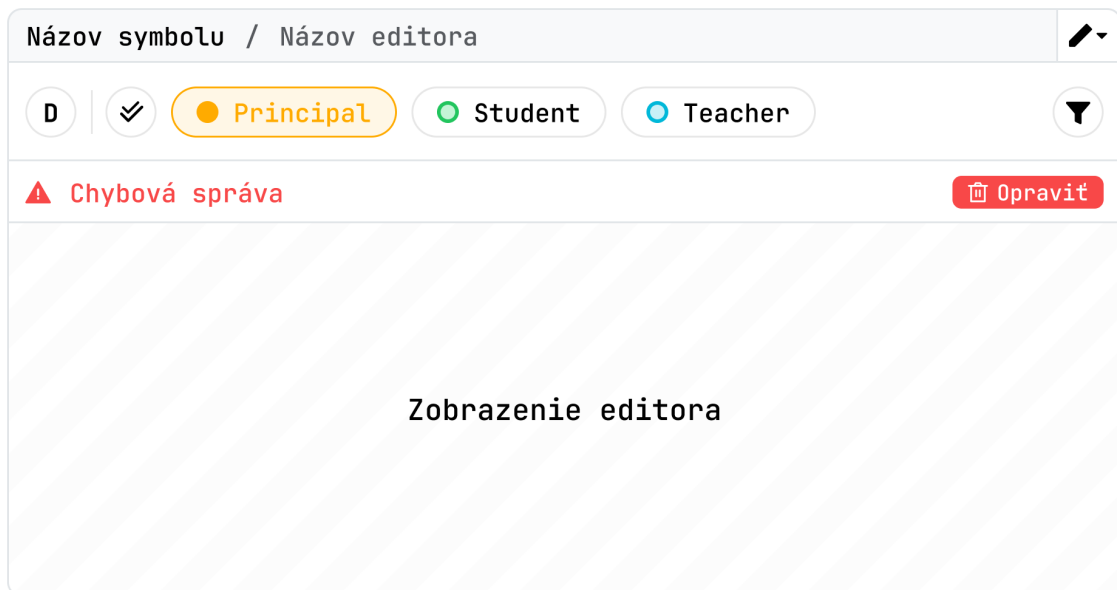 Názov symbolu / Názov editora
D Principal Student Teacher
Chybová správa Opraviť
Zobrazenie editora